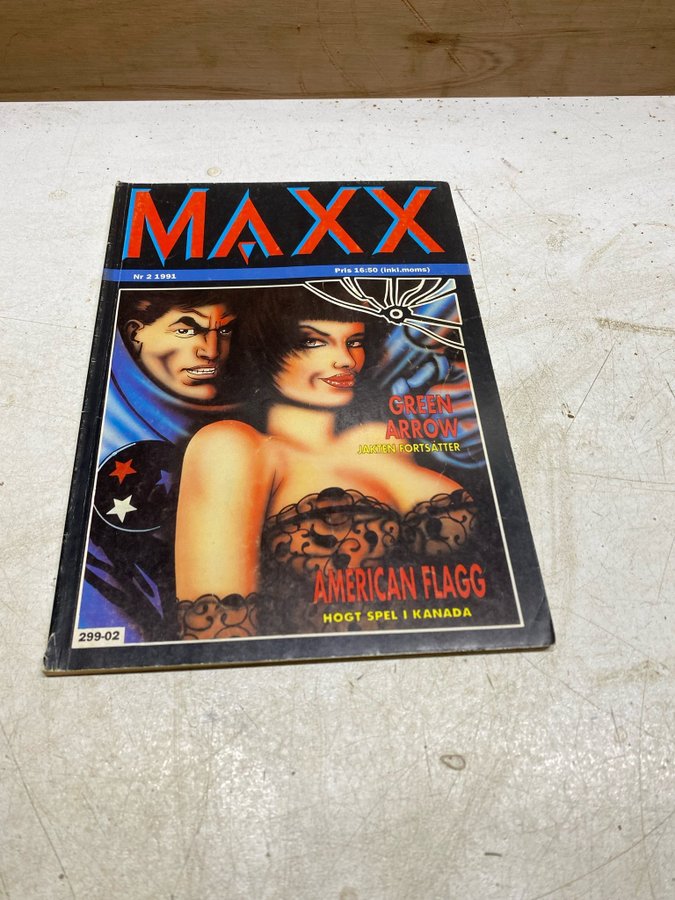 MAXX
Nr 2 1991
Pris 16:50 (inkl.moms)
GREEN
ARROW
JAKTEN FORTSÄTTER
AMERICAN FLAGG
HÖGT SPEL I KANADA
299-02